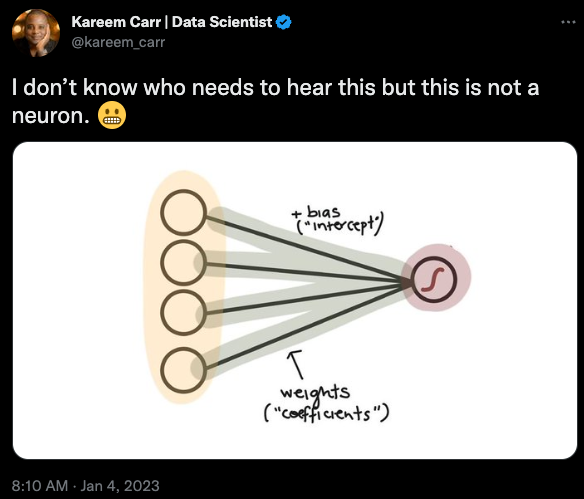 Kareem Carr | Data Scientist
@kareem_carr
I don’t know who needs to hear this but this is not a
neuron. 😬
+ bias
("intercept")
weights
("coefficients")
8:10 AM · Jan 4, 2023